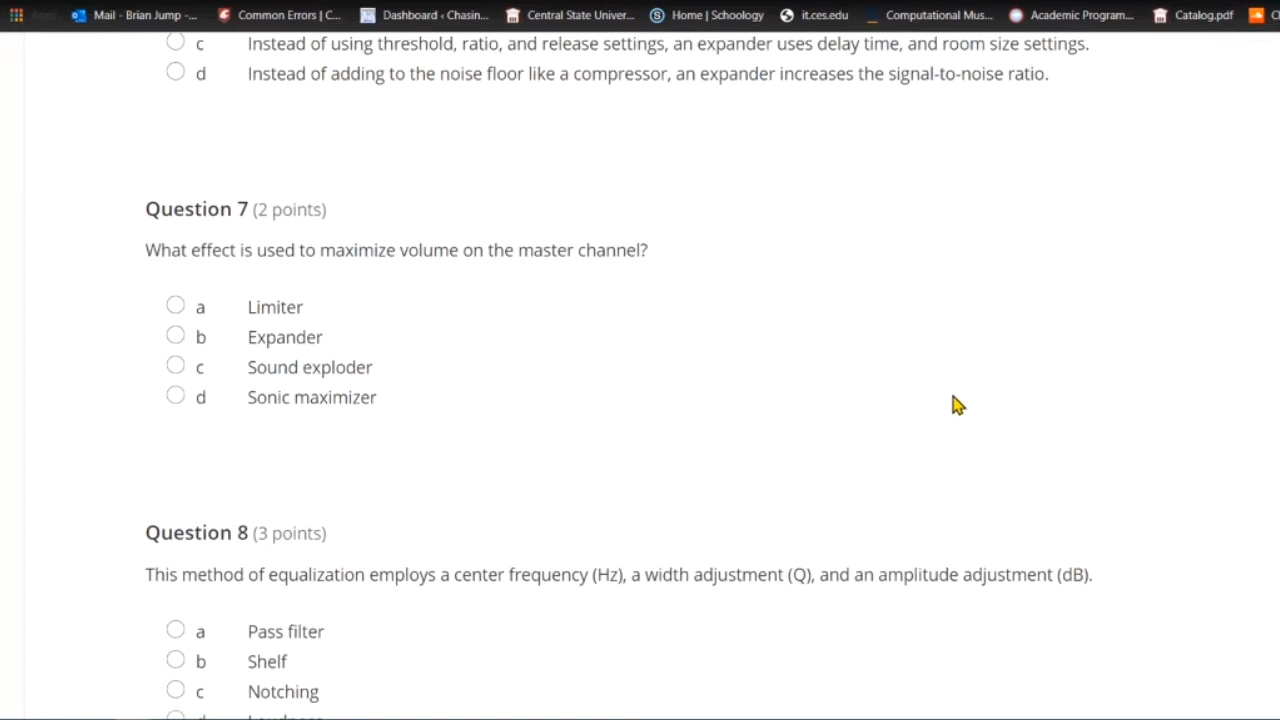 Mail - Brian Jump -...
Common Errors | C...
Dashboard ‹ Chasin...
Central State Univer...
Home | Schoology
it.ces.edu
Computational Mus...
Academic Program...
Catalog.pdf
c Instead of using threshold, ratio, and release settings, an expander uses delay time, and room size settings.
d Instead of adding to the noise floor like a compressor, an expander increases the signal-to-noise ratio.
Question 7 (2 points)
What effect is used to maximize volume on the master channel?
a Limiter
b Expander
c Sound exploder
d Sonic maximizer
Question 8 (3 points)
This method of equalization employs a center frequency (Hz), a width adjustment (Q), and an amplitude adjustment (dB).
a Pass filter
b Shelf
c Notching